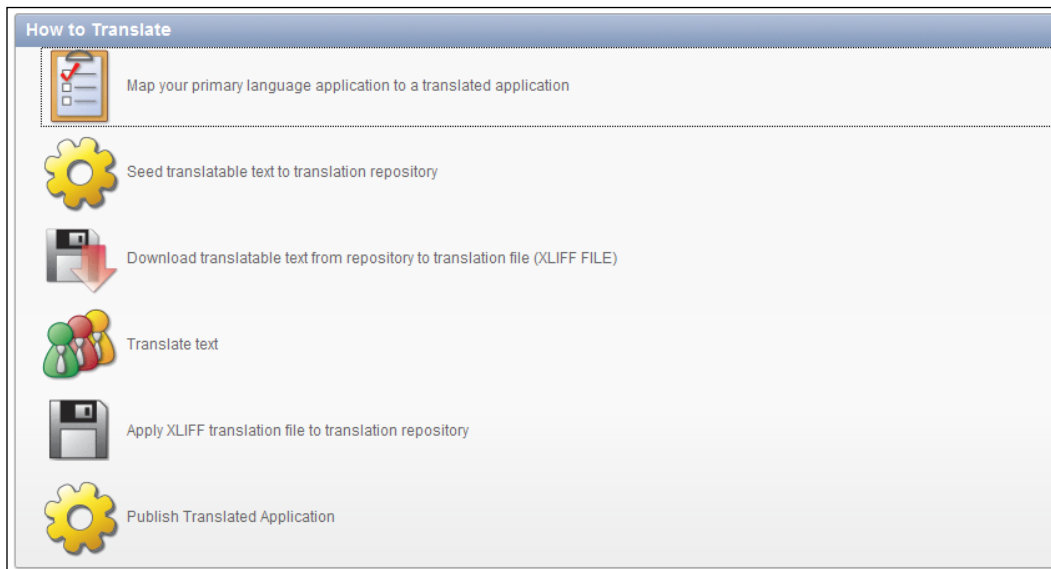 How to Translate
Map your primary language application to a translated application
Seed translatable text to translation repository
Download translatable text from repository to translation file (XLIFF FILE)
Translate text
Apply XLIFF translation file to translation repository
Publish Translated Application